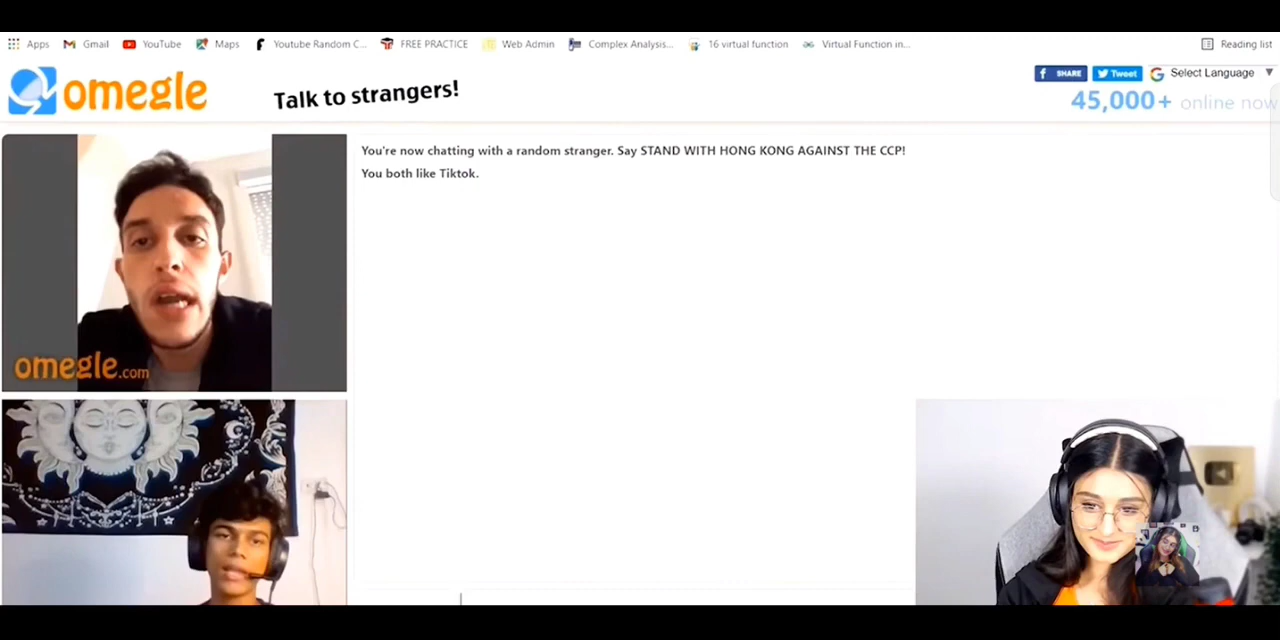 Apps Gmail YouTube Maps Youtube Random C... FREE PRACTICE Web Admin Complex Analysis... 16 virtual function Virtual Function in... Reading list
omegle Talk to strangers! SHARE Tweet Select Language ▼
45,000+ online now
You're now chatting with a random stranger. Say STAND WITH HONG KONG AGAINST THE CCP!
You both like Tiktok.
omegle.com